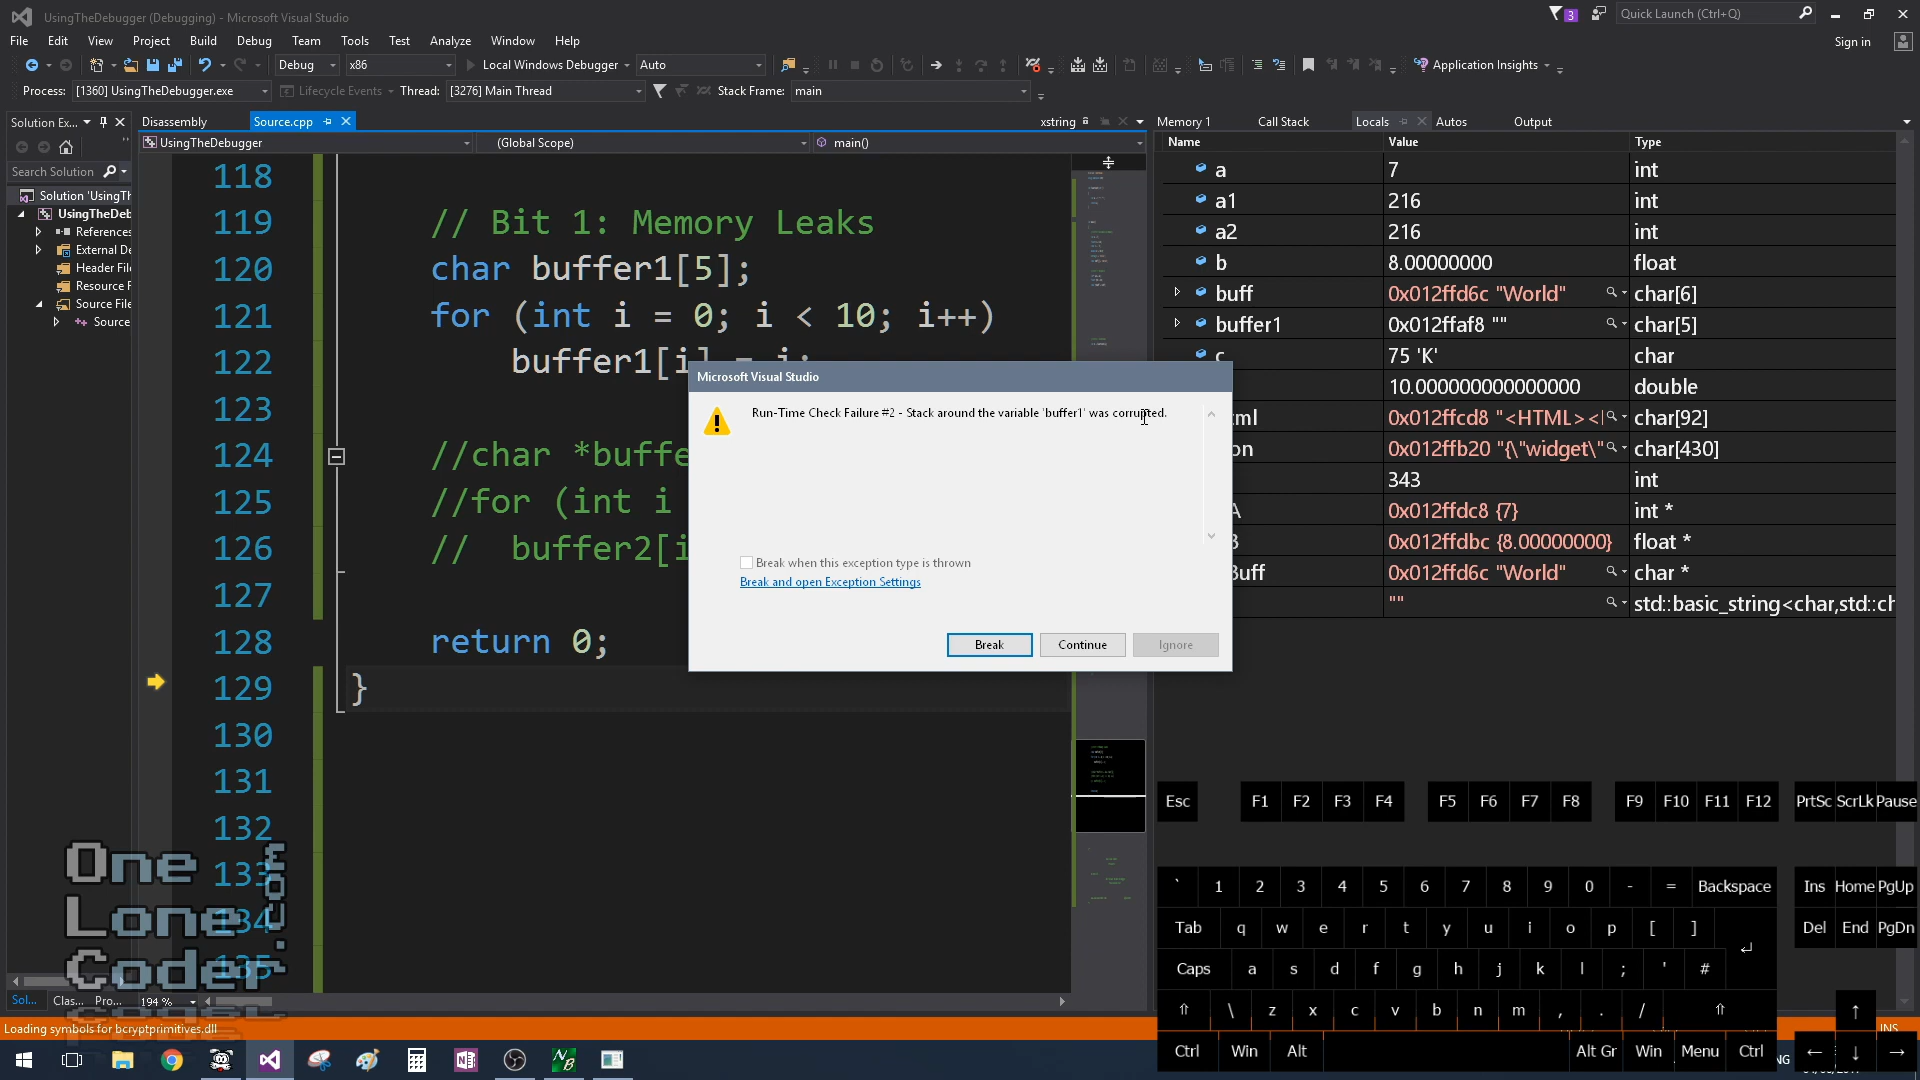 UsingTheDebugger (Debugging) - Microsoft Visual Studio
3
Quick Launch (Ctrl+Q)
File Edit View Project Build Debug Team Tools Test Analyze Window Help
Sign in
Debug x86 Local Windows Debugger Auto Application Insights
Process: [1360] UsingTheDebugger.exe Lifecycle Events Thread: [3276] Main Thread Stack Frame: main
Solution Ex...
Disassembly Source.cpp xstring
Memory 1 Call Stack Locals Autos Output
UsingTheDebugger (Global Scope) main()
Search Solution
Solution 'UsingTh
UsingTheDeb
References
External De
Header File
Resource F
Source File
Source
118
119 // Bit 1: Memory Leaks
120 char buffer1[5];
121 for (int i = 0; i < 10; i++)
122 buffer1[i] = i;
123
124 //char *buffe
125 //for (int i
126 // buffer2[i
127
128 return 0;
129 }
130
131
132
133
134
135
Name Value Type
a 7 int
a1 216 int
a2 216 int
b 8.00000000 float
buff 0x012ffd6c "World" char[6]
buffer1 0x012ffaf8 "" char[5]
c 75 'K' char
10.000000000000000 double
ml 0x012ffcd8 "<HTML><l char[92]
on 0x012ffb20 "{\"widget\" char[430]
343 int
A 0x012ffdc8 {7} int *
B 0x012ffdbc {8.00000000} float *
Buff 0x012ffd6c "World" char *
"" std::basic_string<char,std::ch
Microsoft Visual Studio
Run-Time Check Failure #2 - Stack around the variable 'buffer1' was corrupted.
Break when this exception type is thrown
Break and open Exception Settings
Break Continue Ignore
One
Lone
Coder
.com
Sol... Clas... Pro... 194 %
Loading symbols for bcryptprimitives.dll
INS
Esc F1 F2 F3 F4 F5 F6 F7 F8 F9 F10 F11 F12 PrtSc ScrLk Pause
` 1 2 3 4 5 6 7 8 9 0 - = Backspace Ins Home PgUp
Tab q w e r t y u i o p [ ] Del End PgDn
Caps a s d f g h j k l ; ' #
\ z x c v b n m , . /
Ctrl Win Alt Alt Gr Win Menu Ctrl
NG